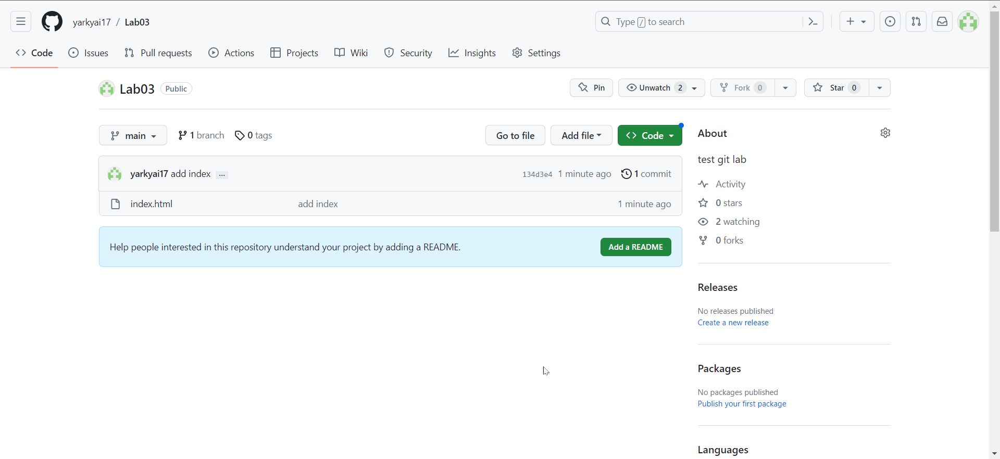 yarkyai17 / Lab03
Type / to search
Code Issues Pull requests Actions Projects Wiki Security Insights Settings
Lab03 Public
Pin Unwatch 2 Fork 0 Star 0
main 1 branch 0 tags Go to file Add file Code
yarkyai17 add index ... 134d3e4 1 minute ago 1 commit
index.html add index 1 minute ago
Help people interested in this repository understand your project by adding a README. Add a README
About
test git lab
Activity
0 stars
2 watching
0 forks
Releases
No releases published
Create a new release
Packages
No packages published
Publish your first package
Languages